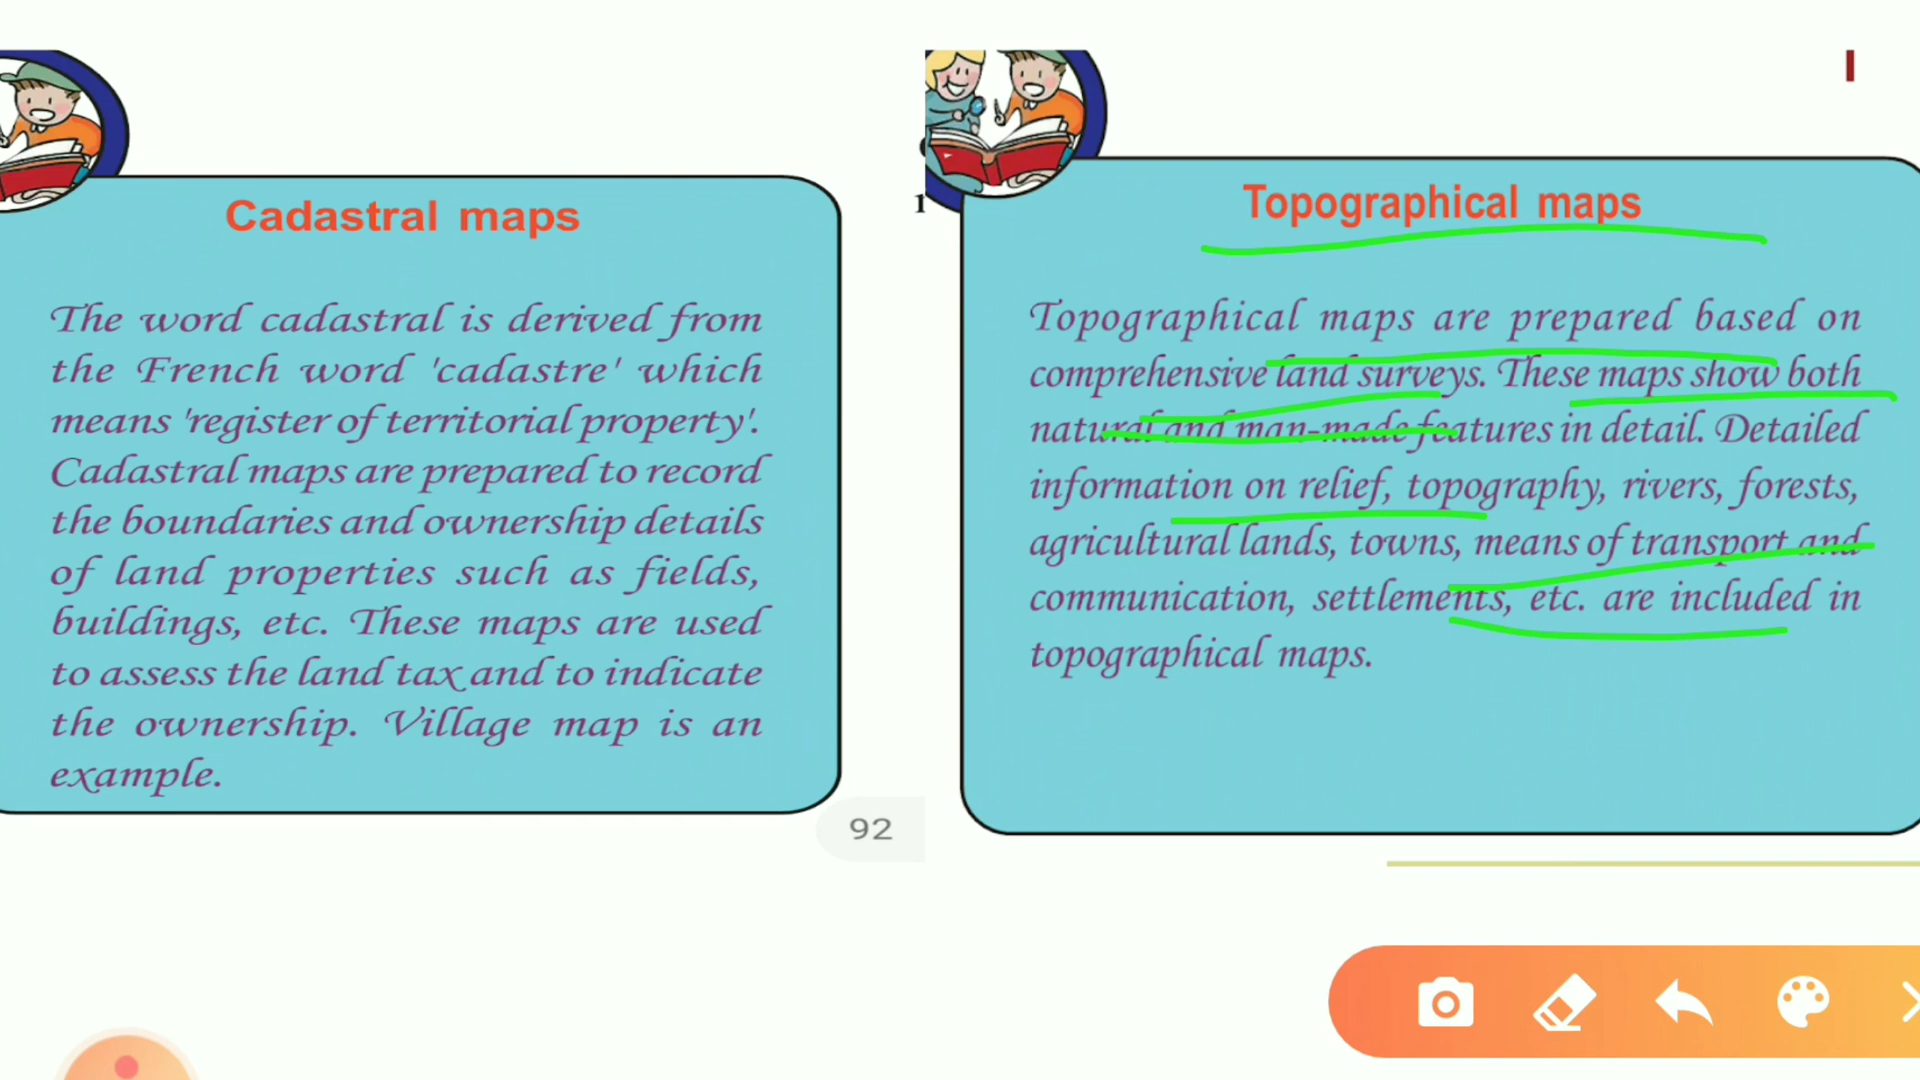 Cadastral maps
The word cadastral is derived from
the French word 'cadastre' which
means 'register of territorial property'.
Cadastral maps are prepared to record
the boundaries and ownership details
of land properties such as fields,
buildings, etc. These maps are used
to assess the land tax and to indicate
the ownership. Village map is an
example.
92
1
Topographical maps
Topographical maps are prepared based on
comprehensive land surveys. These maps show both
natural and man-made features in detail. Detailed
information on relief, topography, rivers, forests,
agricultural lands, towns, means of transport and
communication, settlements, etc. are included in
topographical maps.